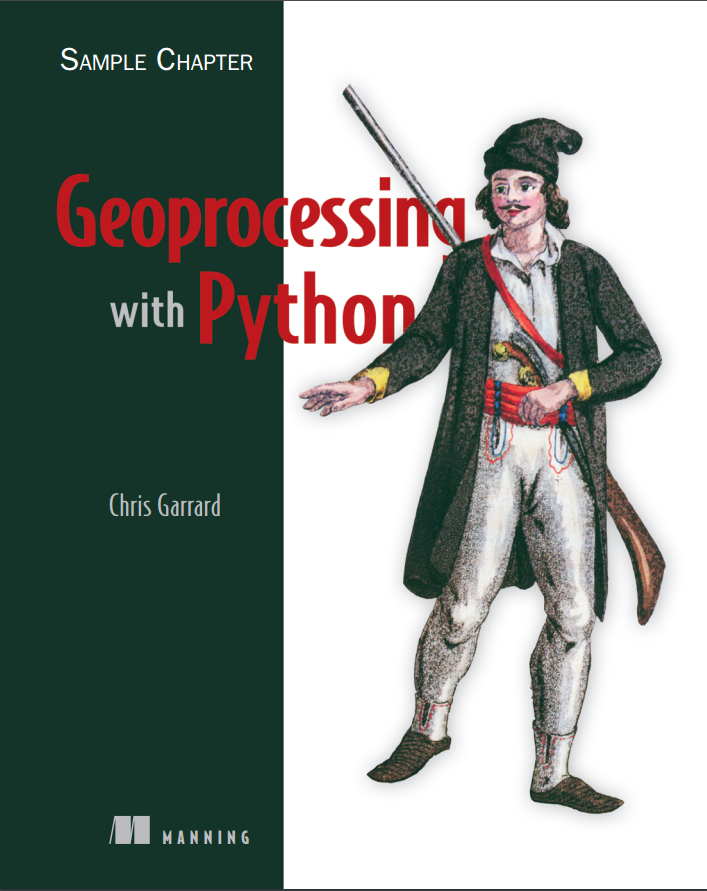 SAMPLE CHAPTER
Geoprocessing
with Python
Chris Garrard
MANNING